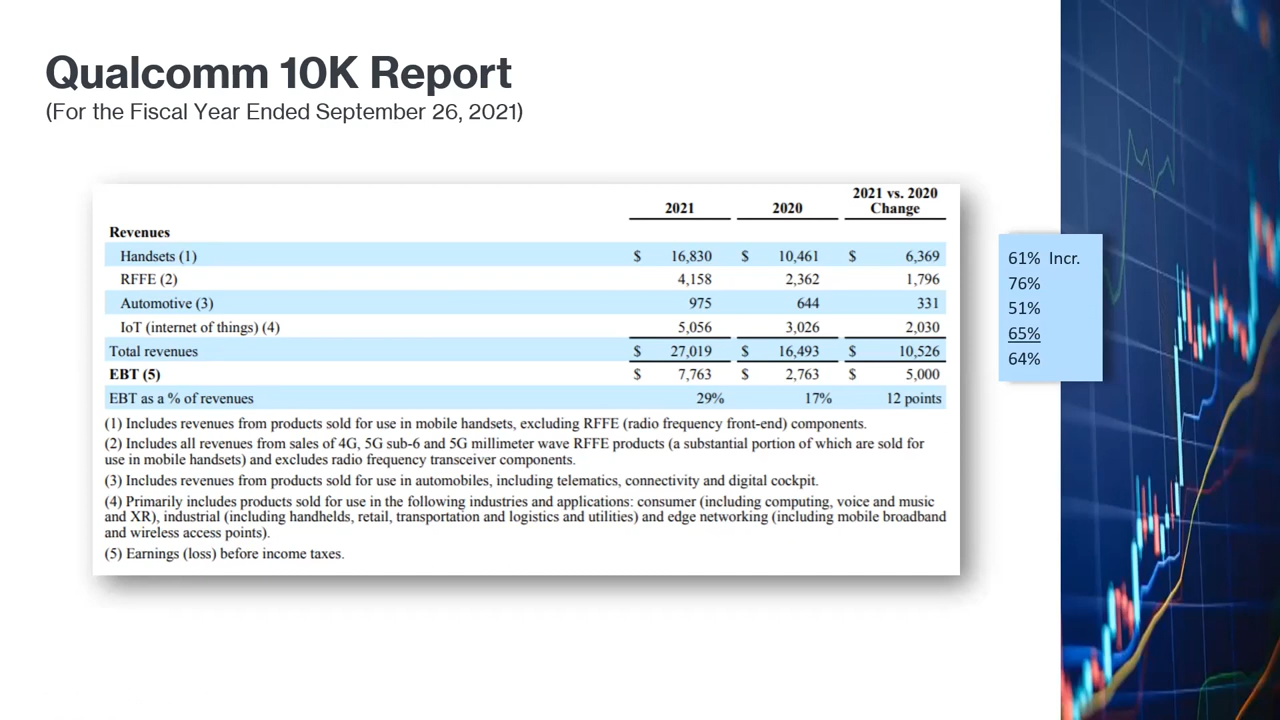 Qualcomm 10K Report
(For the Fiscal Year Ended September 26, 2021)
2021 2020 2021 vs. 2020 Change
Revenues
Handsets (1) $ 16,830 $ 10,461 $ 6,369
RFFE (2) 4,158 2,362 1,796
Automotive (3) 975 644 331
IoT (internet of things) (4) 5,056 3,026 2,030
Total revenues $ 27,019 $ 16,493 $ 10,526
EBT (5) $ 7,763 $ 2,763 $ 5,000
EBT as a % of revenues 29% 17% 12 points
(1) Includes revenues from products sold for use in mobile handsets, excluding RFFE (radio frequency front-end) components.
(2) Includes all revenues from sales of 4G, 5G sub-6 and 5G millimeter wave RFFE products (a substantial portion of which are sold for
use in mobile handsets) and excludes radio frequency transceiver components.
(3) Includes revenues from products sold for use in automobiles, including telematics, connectivity and digital cockpit.
(4) Primarily includes products sold for use in the following industries and applications: consumer (including computing, voice and music
and XR), industrial (including handhelds, retail, transportation and logistics and utilities) and edge networking (including mobile broadband
and wireless access points).
(5) Earnings (loss) before income taxes.
61% Incr.
76%
51%
65%
64%